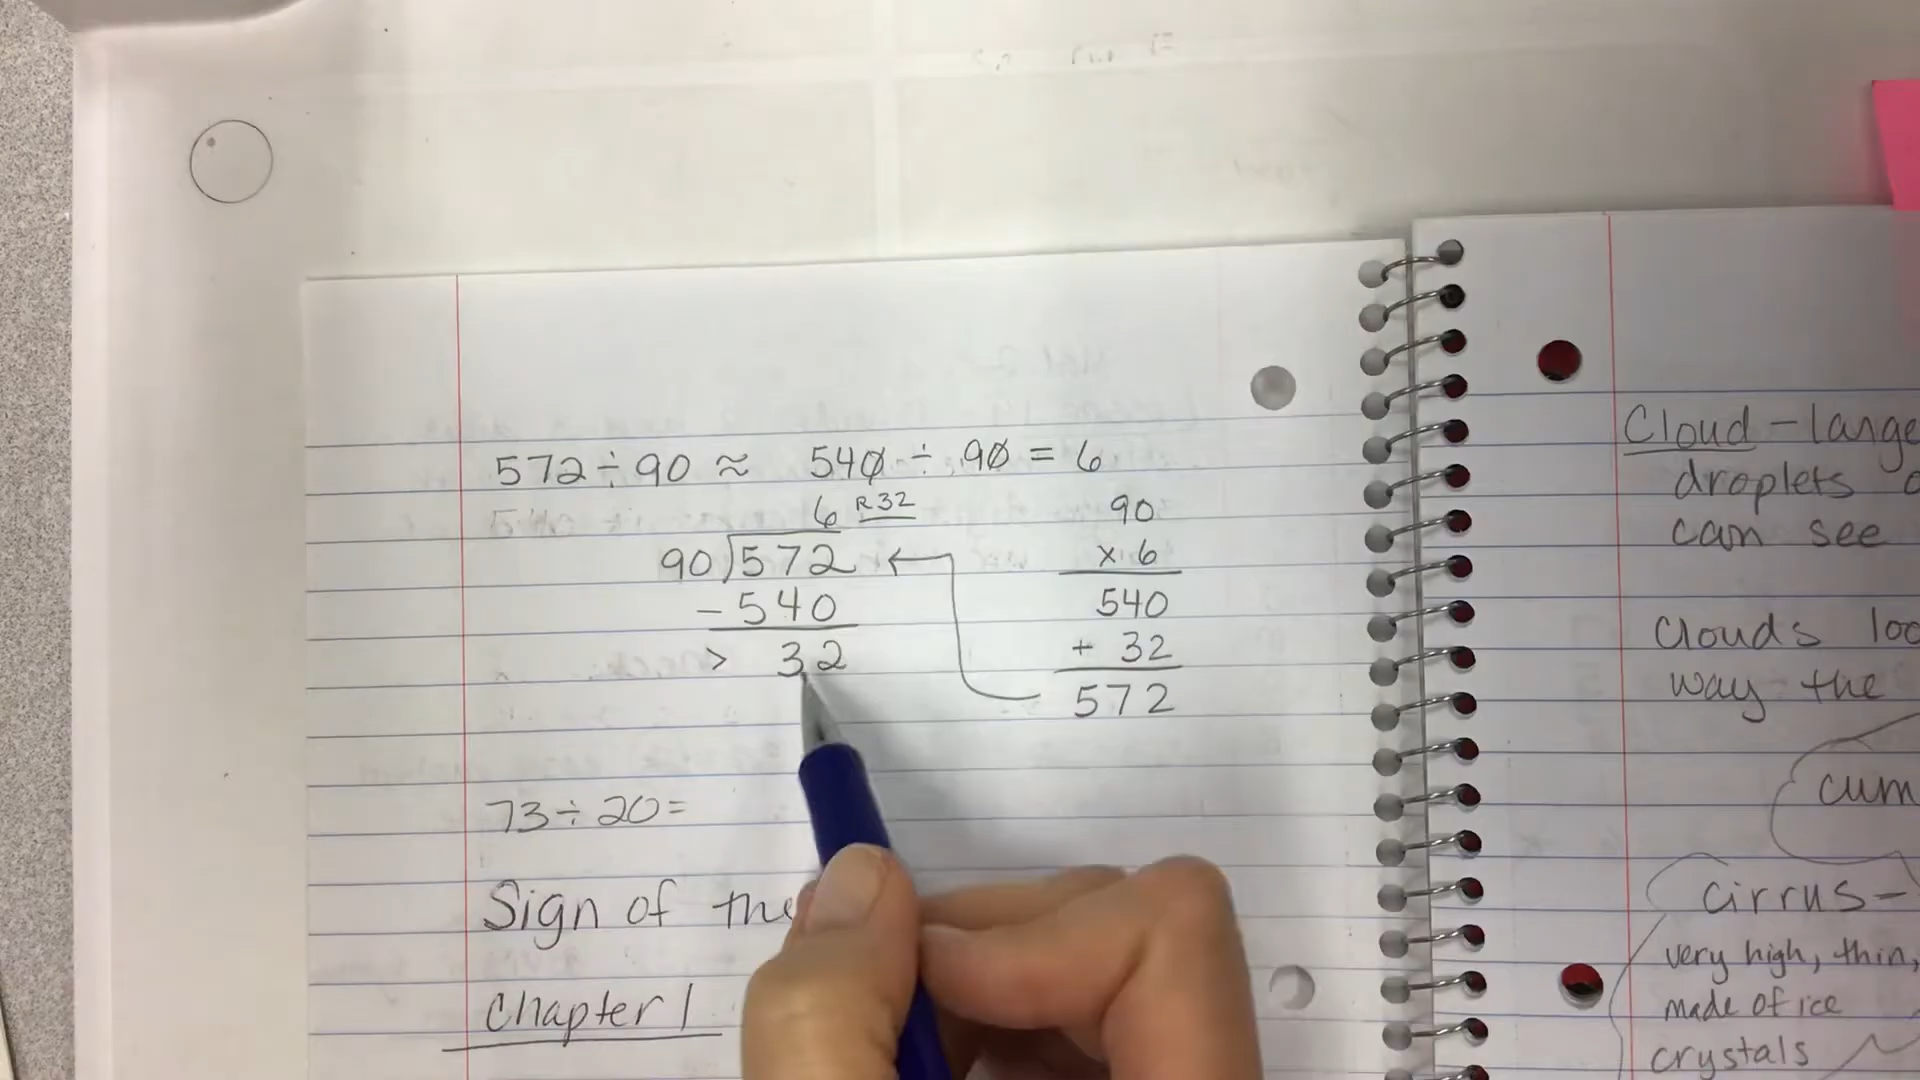 572 ÷ 90 ≈ 540 ÷ 90 = 6
6 R32
90)572
- 540
> 32
90
x 6
540
+ 32
572
73 ÷ 20 =
Sign of the
Chapter 1
Cloud - large
droplets
can see
Clouds loo
way the
cum
cirrus -
very high, thin,
made of ice
crystals